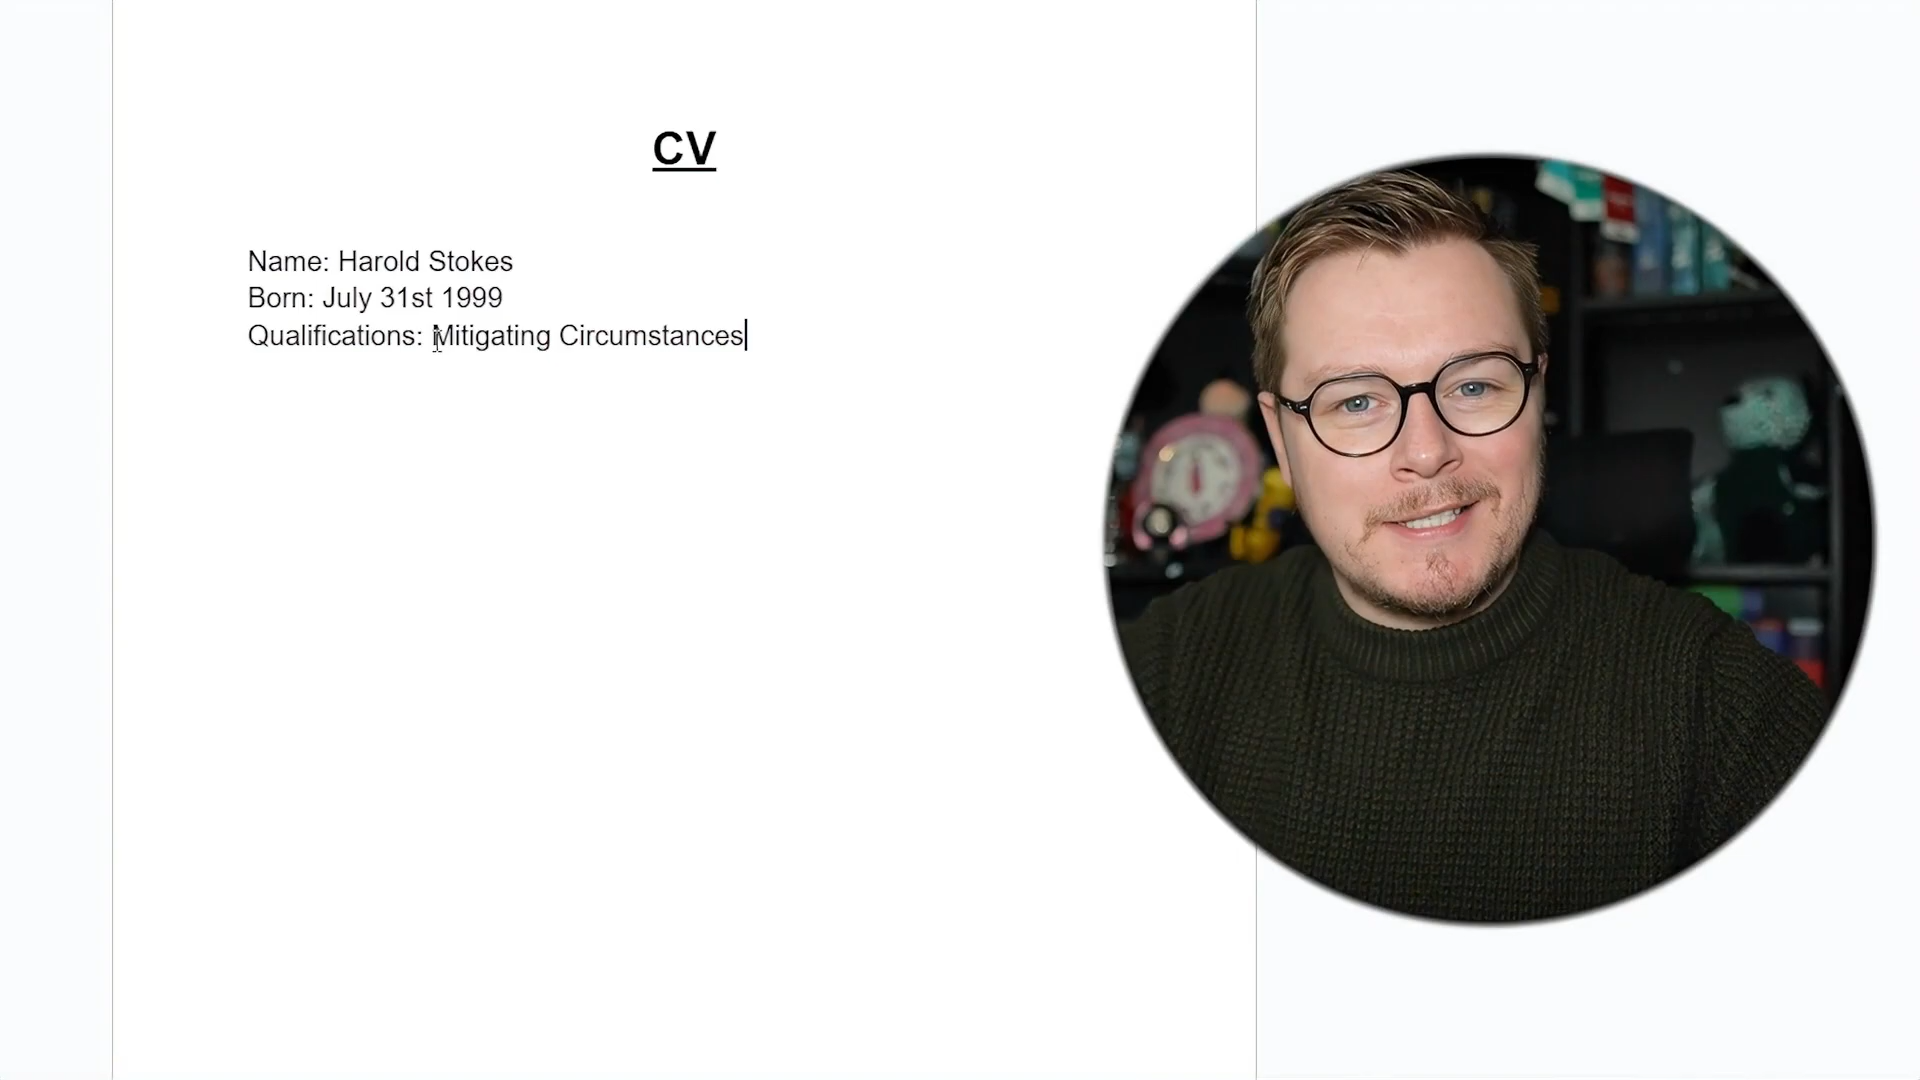 CV
Name: Harold Stokes
Born: July 31st 1999
Qualifications: Mitigating Circumstances